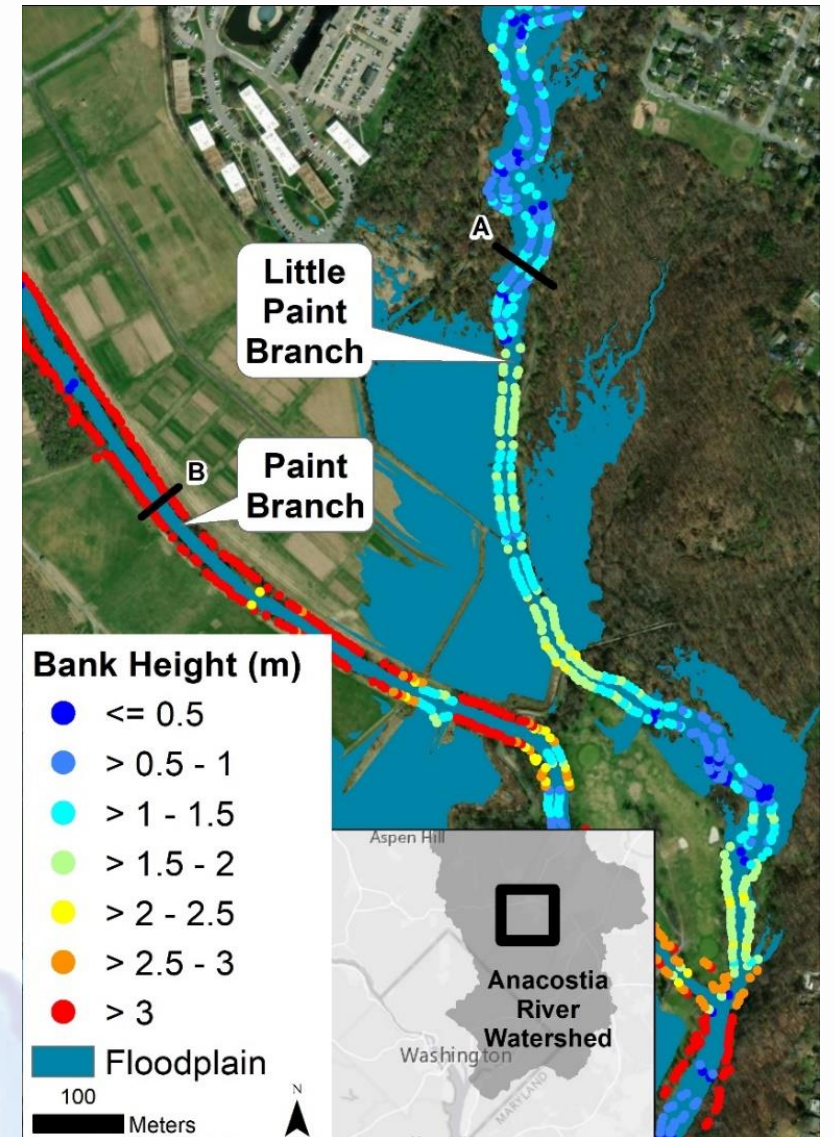 A
Little
Paint
Branch
B
Paint
Branch
Bank Height (m)
<= 0.5
> 0.5 - 1
> 1 - 1.5
> 1.5 - 2
> 2 - 2.5
> 2.5 - 3
> 3
Floodplain
100
Meters
N
Aspen Hill
Anacostia
River
Watershed
Washington
MARYLAND